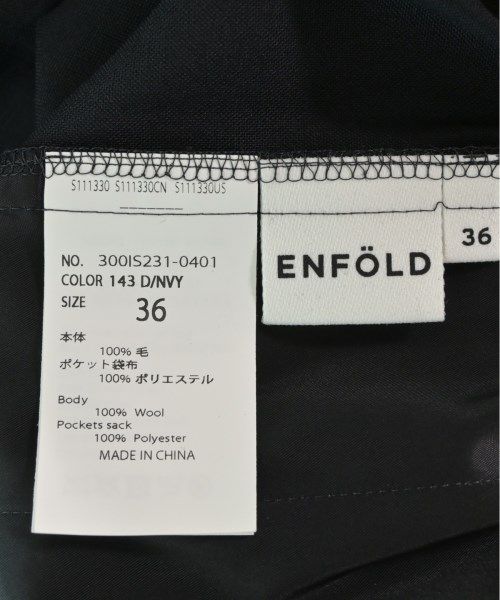 S111330 S111330CN S111330US
NO. 300IS231-0401
COLOR 143 D/NVY
SIZE 36
本体
100% 毛
ポケット袋布
100% ポリエステル
Body
100% Wool
Pockets sack
100% Polyester
MADE IN CHINA
ENFÖLD
36